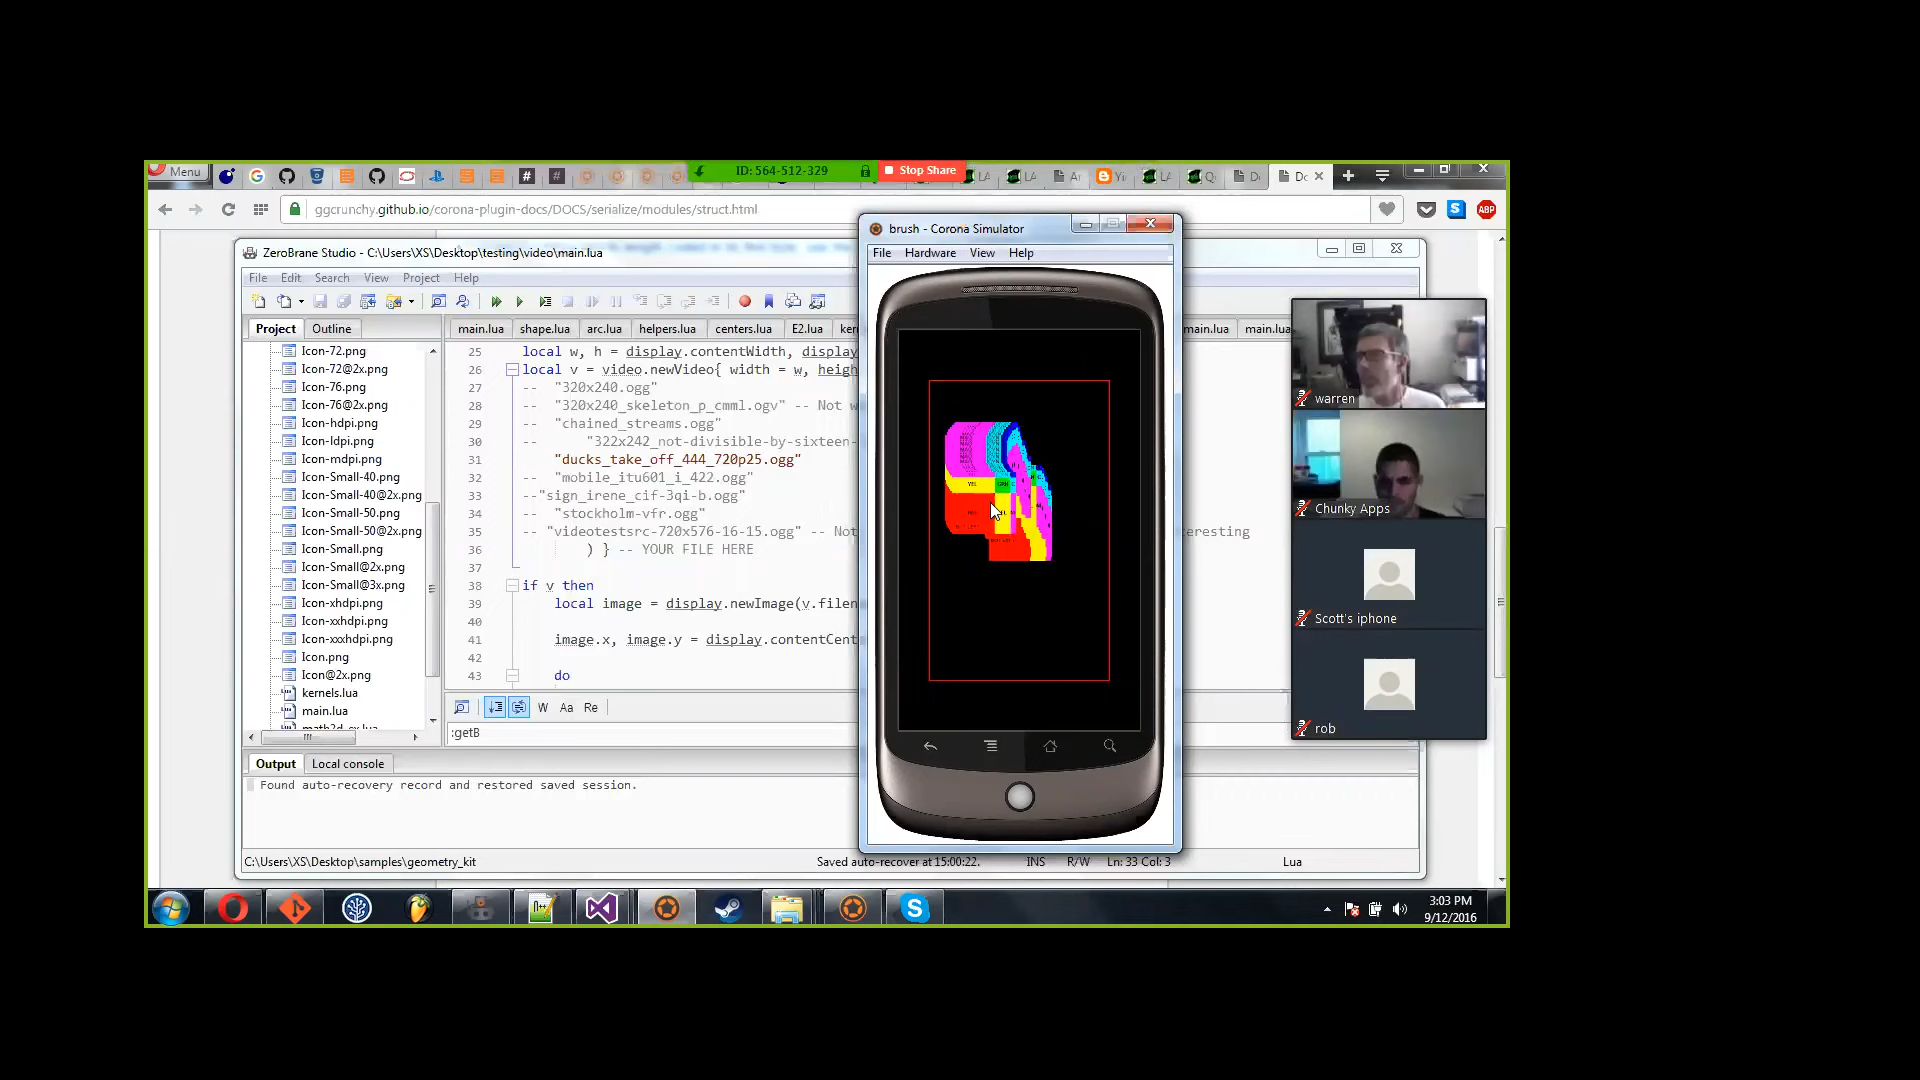 Menu
ID: 564-512-329
Stop Share
ABP
ggcrunchy.github.io/corona-plugin-docs/DOCS/serialize/modules/struct.html
ZeroBrane Studio - C:\Users\XS\Desktop\testing\video\main.lua
File Edit Search View Project Help
Project Outline
main.lua shape.lua arc.lua helpers.lua centers.lua E2.lua
main.lua main.lua
Icon-72.png
Icon-72@2x.png
Icon-76.png
Icon-76@2x.png
Icon-hdpi.png
Icon-ldpi.png
Icon-mdpi.png
Icon-Small-40.png
Icon-Small-40@2x.png
Icon-Small-50.png
Icon-Small-50@2x.png
Icon-Small.png
Icon-Small@2x.png
Icon-Small@3x.png
Icon-xhdpi.png
Icon-xxhdpi.png
Icon-xxxhdpi.png
Icon.png
Icon@2x.png
kernels.lua
main.lua
25 local w, h = display.contentWidth, display
26 local v = video.newVideo{ width = w, heigh
27 -- "320x240.ogg"
28 -- "320x240_skeleton_p_cmml.ogv" -- Not w
29 -- "chained_streams.ogg"
30 -- "322x242_not-divisible-by-sixteen-
31 "ducks_take_off_444_720p25.ogg"
32 -- "mobile_itu601_i_422.ogg"
33 --"sign_irene_cif-3qi-b.ogg"
34 -- "stockholm-vfr.ogg"
35 -- "videotestsrc-720x576-16-15.ogg" -- No
teresting
36 ) } -- YOUR FILE HERE
37
38 if v then
39 local image = display.newImage(v.filen
40
41 image.x, image.y = display.contentCent
42
43 do
W Aa Re
:getB
Output Local console
Found auto-recovery record and restored saved session.
C:\Users\XS\Desktop\samples\geometry_kit
Saved auto-recover at 15:00:22.
INS R/W Ln: 33 Col: 3 Lua
brush - Corona Simulator
File Hardware View Help
YEL
warren
Chunky Apps
Scott's iphone
rob
3:03 PM
9/12/2016